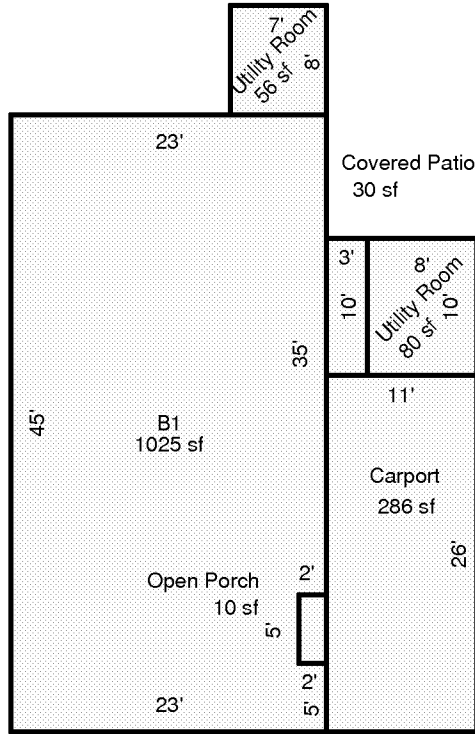 7'
Utility Room
56 sf
8'
23'
Covered Patio
30 sf
3'
10'
8'
Utility Room
80 sf
10'
35'
11'
45'
B1
1025 sf
Carport
286 sf
26'
Open Porch
10 sf
2'
5'
2'
5'
23'